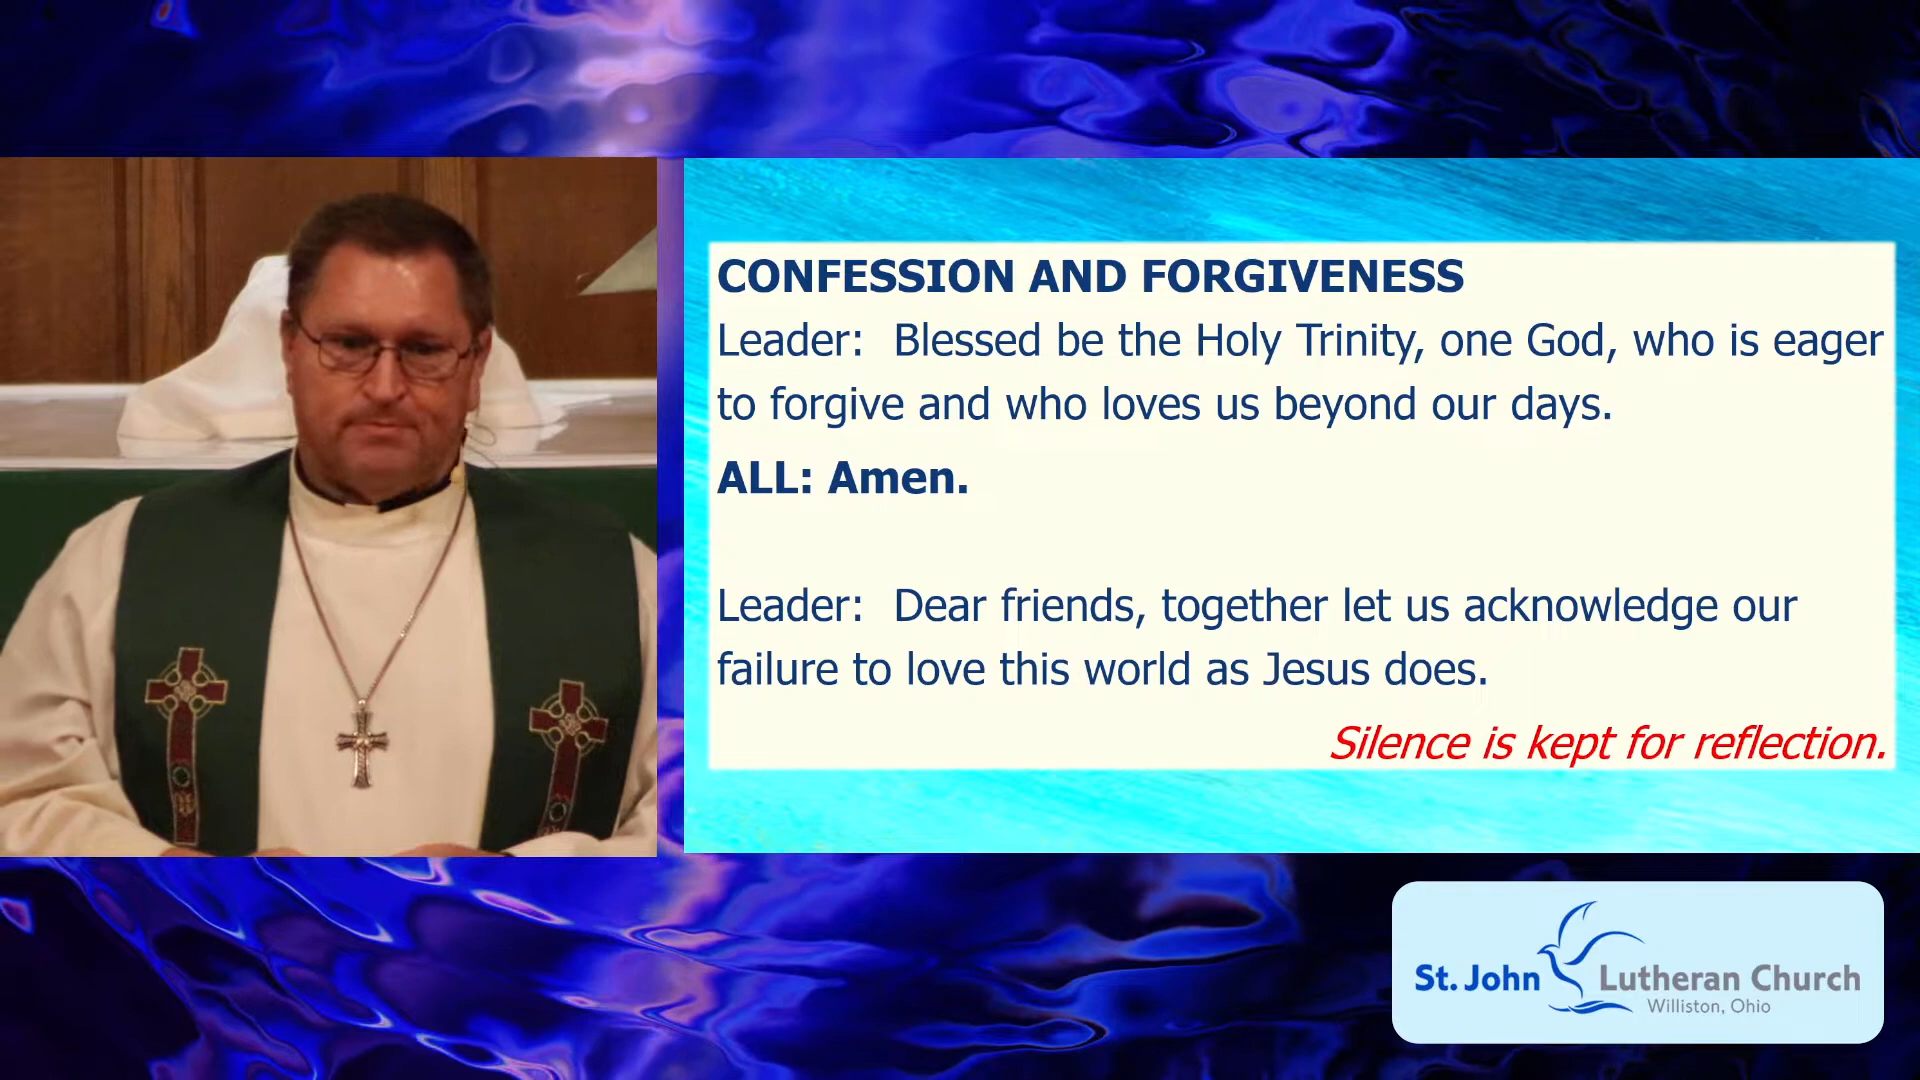 CONFESSION AND FORGIVENESS
Leader: Blessed be the Holy Trinity, one God, who is eager
to forgive and who loves us beyond our days.
ALL: Amen.
Leader: Dear friends, together let us acknowledge our
failure to love this world as Jesus does.
Silence is kept for reflection.
St. John Lutheran Church
Williston, Ohio